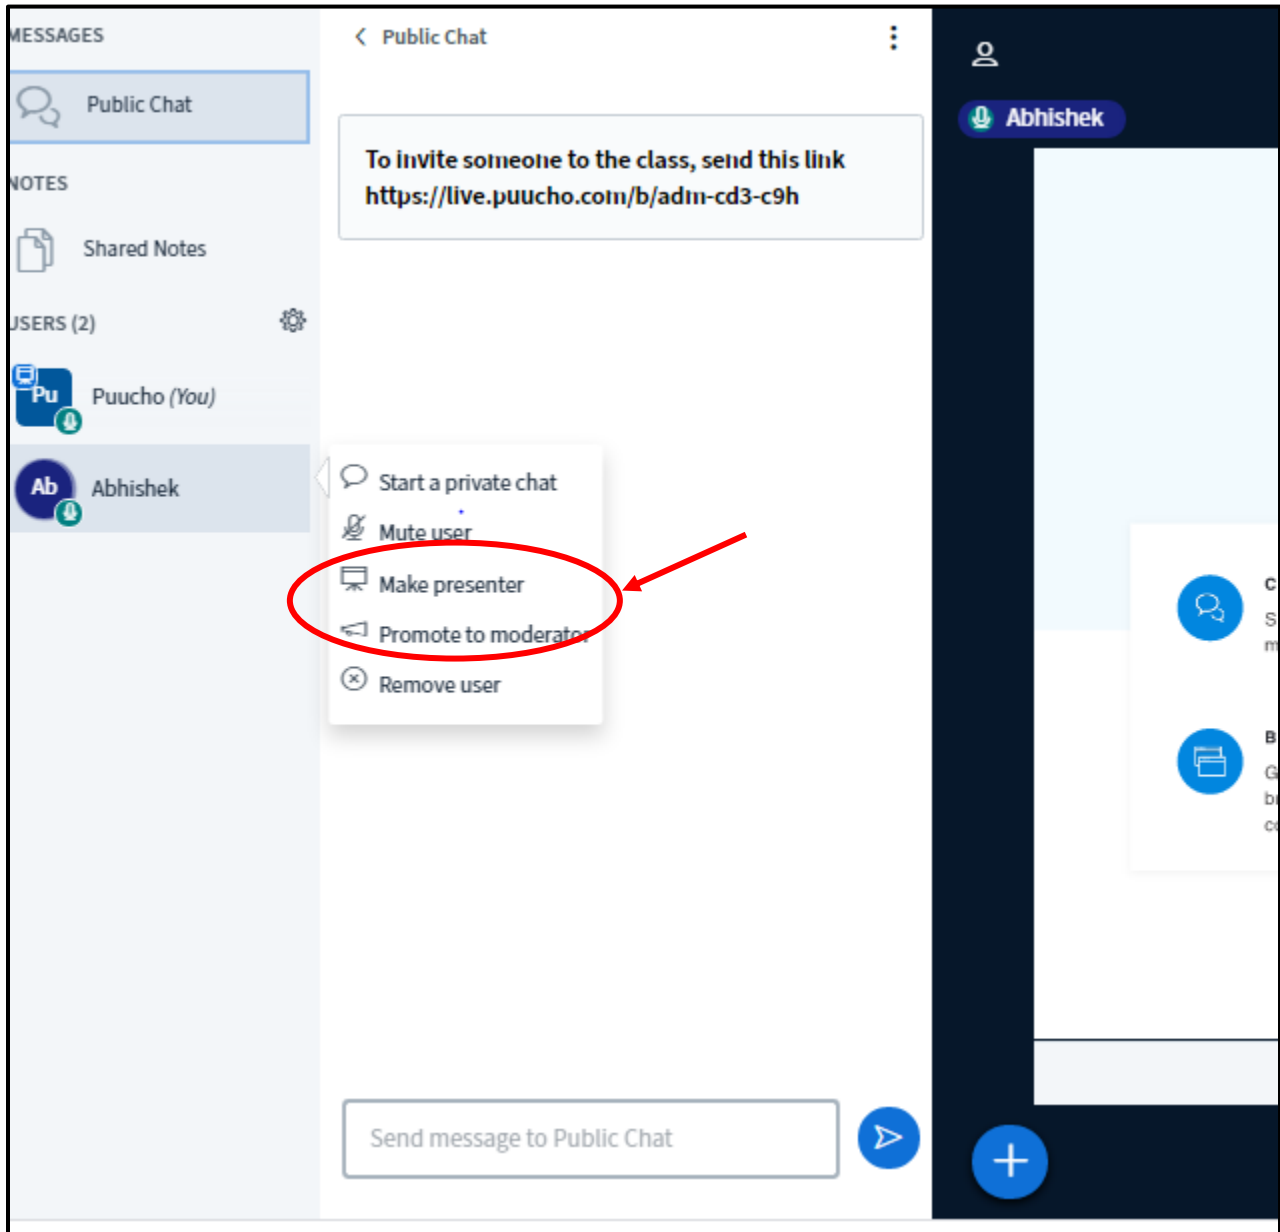 MESSAGES
Public Chat
NOTES
Shared Notes
USERS (2)
Pu
Puucho (You)
Ab
Abhishek
Public Chat
To invite someone to the class, send this link
https://live.puucho.com/b/adm-cd3-c9h
Start a private chat
Mute user
Make presenter
Promote to moderator
Remove user
Send message to Public Chat
Abhishek
C
S
m
B
G